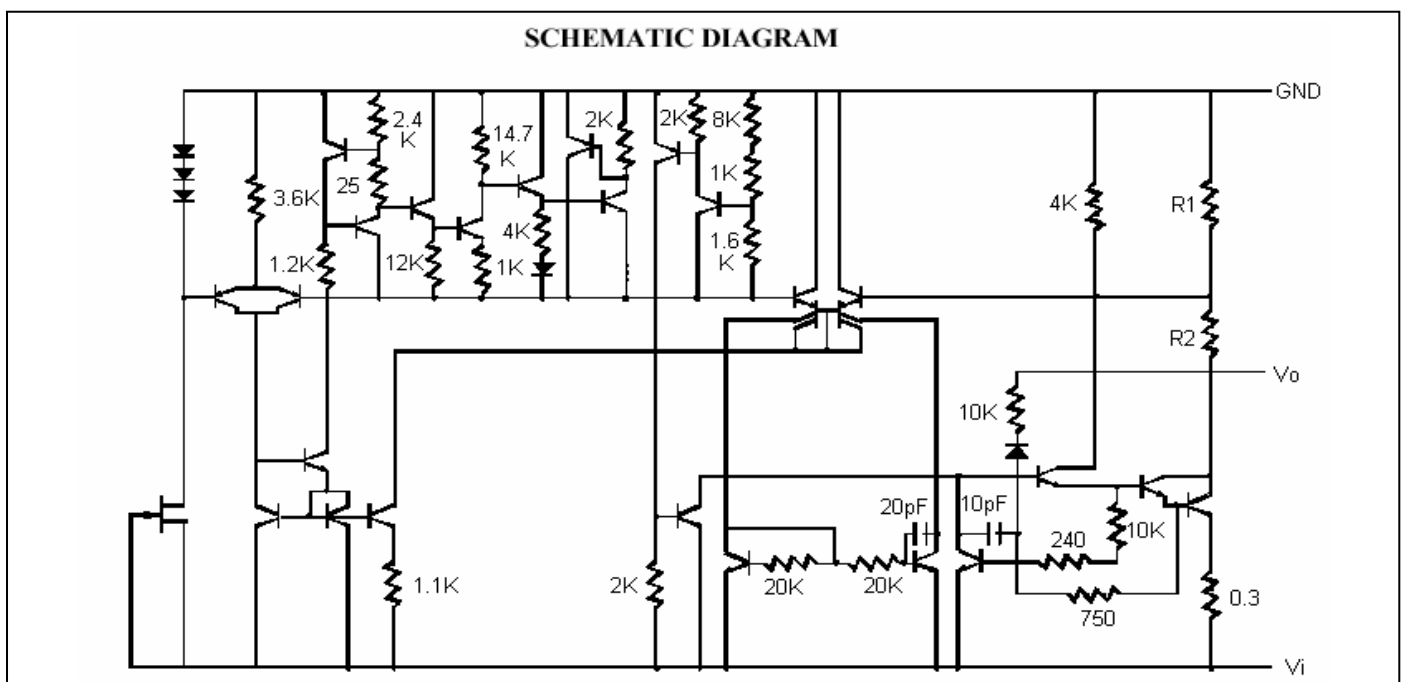 SCHEMATIC DIAGRAM
GND
2.4
K
14.7
K
2K
2K
8K
1K
25
3.6K
4K
R1
4K
1.6
K
1.2K
12K
1K
R2
Vo
10K
20pF
10pF
10K
240
1.1K
2K
20K
20K
750
0.3
Vi